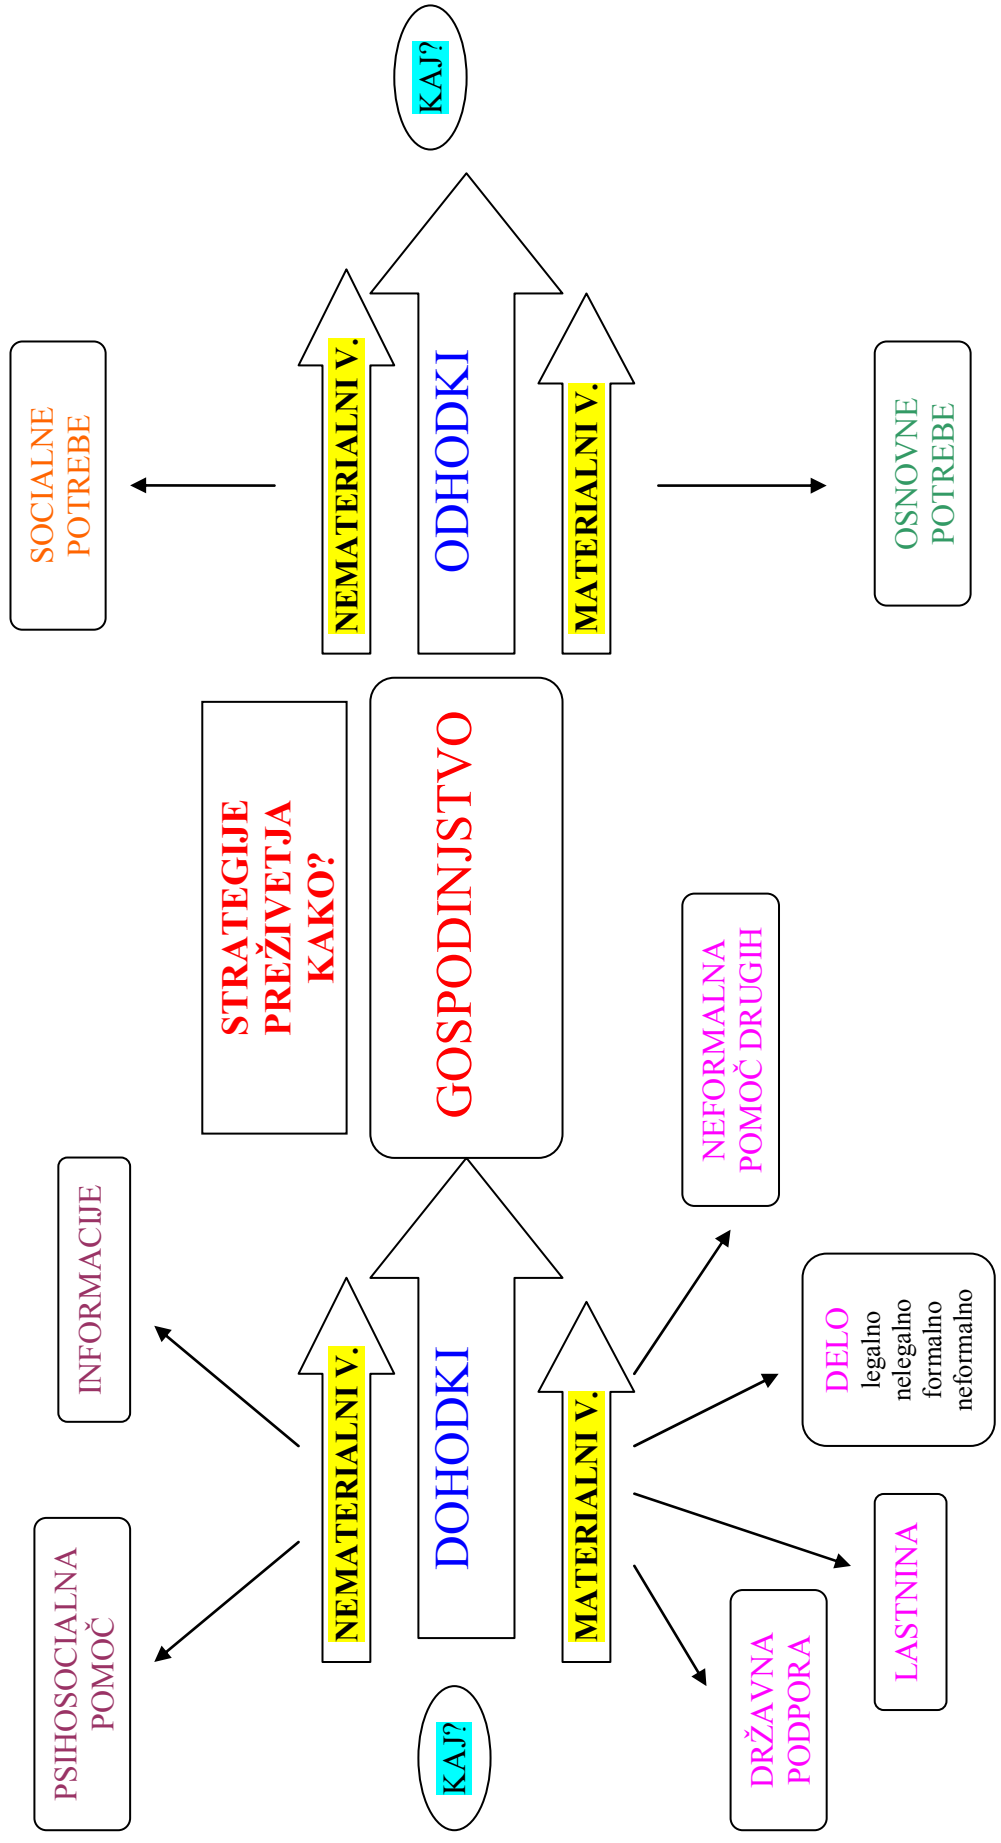 SOCIALNE
POTREBE
PSIHOSOCIALNA
POMOČ
INFORMACIJE
STRATEGIJE
PREŽIVETJA
KAKO?
NEMATERIALNI V.
NEMATERIALNI V.
KAJ?
DOHODKI
GOSPODINJSTVO
ODHODKI
KAJ?
MATERIALNI V.
MATERIALNI V.
NEFORMALNA
POMOČ DRUGIH
DRŽAVNA
PODPORA
DELO
legalno
nelegalno
formalno
neformalno
LASTNINA
OSNOVNE
POTREBE